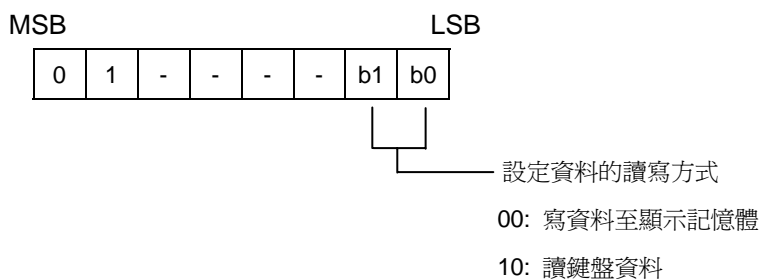 MSB LSB
0 1 - - - - b1 b0
設定資料的讀寫方式
00: 寫資料至顯示記憶體
10: 讀鍵盤資料